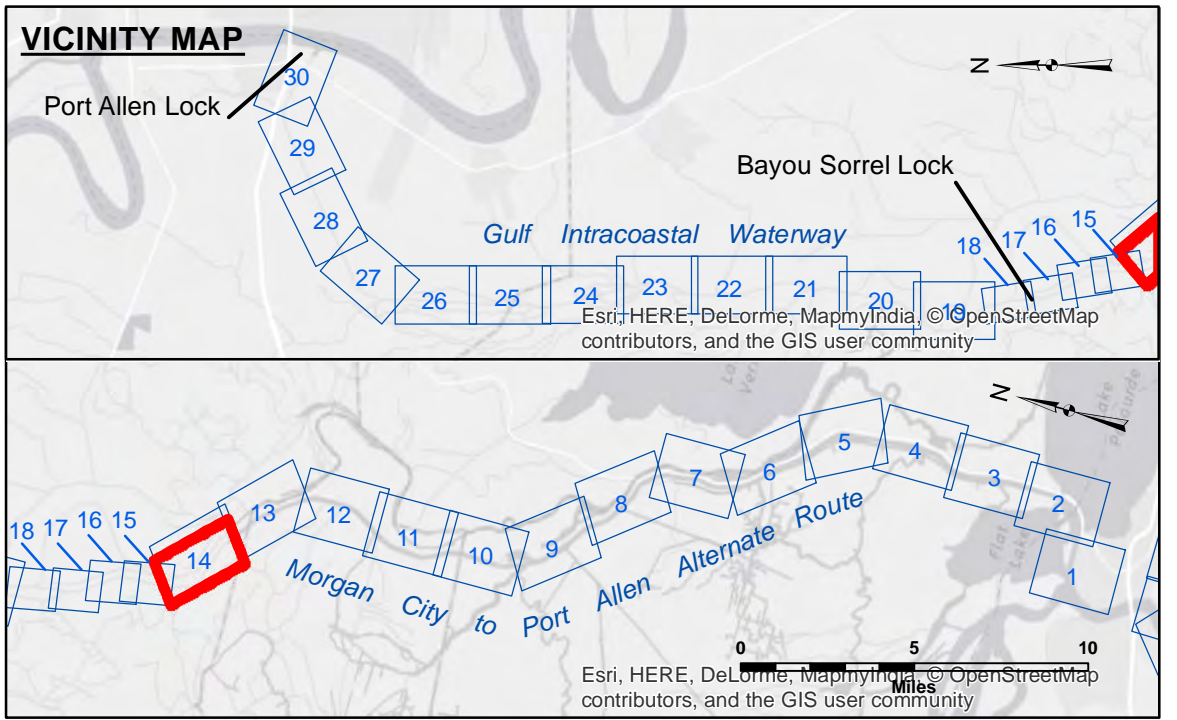 VICINITY MAP
N
30
Port Allen Lock
29
Bayou Sorrel Lock
28
Gulf Intracoastal Waterway
18
17
16
15
27
26
25
24
23
22
21
20
19
Esri, HERE, DeLorme, MapmyIndia, © OpenStreetMap
contributors, and the GIS user community
N
Lake
5
4
3
2
1
6
7
8
9
10
11
12
13
14
15
16
17
18
Flat
Lake
Morgan City to Port Allen Alternate Route
0
5
10
Miles
Esri, HERE, DeLorme, MapmyIndia, © OpenStreetMap
contributors, and the GIS user community